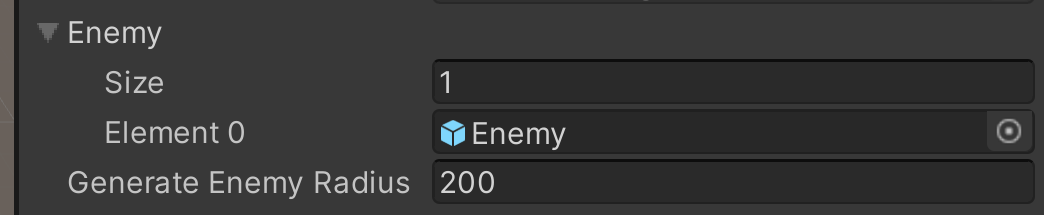 Enemy
Size 1
Element 0 Enemy
Generate Enemy Radius 200